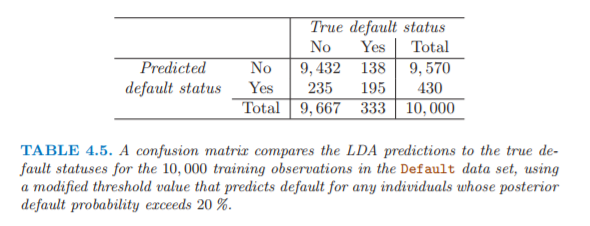 True default status
No Yes Total
Predicted No 9, 432 138 9, 570
default status Yes 235 195 430
Total 9, 667 333 10, 000
TABLE 4.5. A confusion matrix compares the LDA predictions to the true de-
fault statuses for the 10, 000 training observations in the Default data set, using
a modified threshold value that predicts default for any individuals whose posterior
default probability exceeds 20 %.